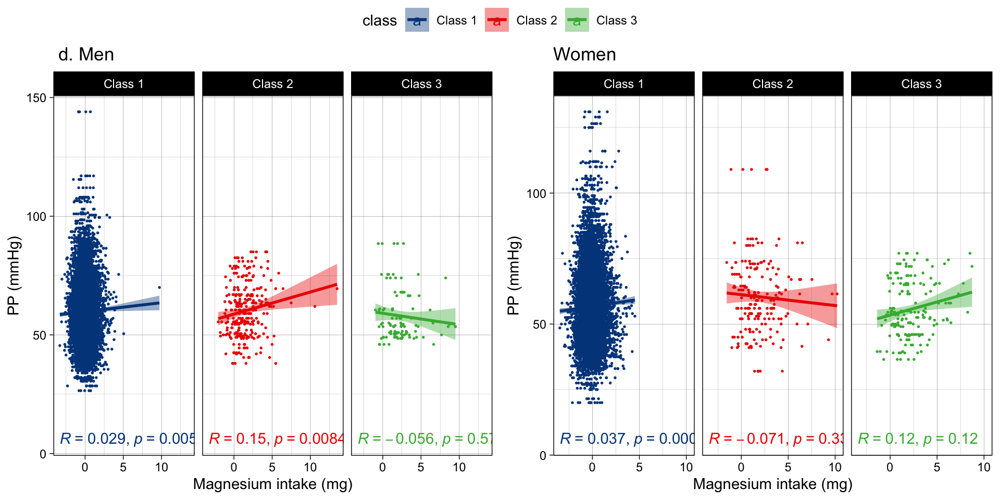 class a Class 1 a Class 2 a Class 3
d. Men
Women
Class 1 Class 2 Class 3
Class 1 Class 2 Class 3
PP (mmHg)
150
100
50
0
R = 0.029, p = 0.005
R = 0.15, p = 0.0084
R = −0.056, p = 0.57
0 5 10
0 5 10
0 5 10
Magnesium intake (mg)
PP (mmHg)
100
50
0
R = 0.037, p = 0.000
R = −0.071, p = 0.33
R = 0.12, p = 0.12
0 5 10
0 5 10
0 5 10
Magnesium intake (mg)